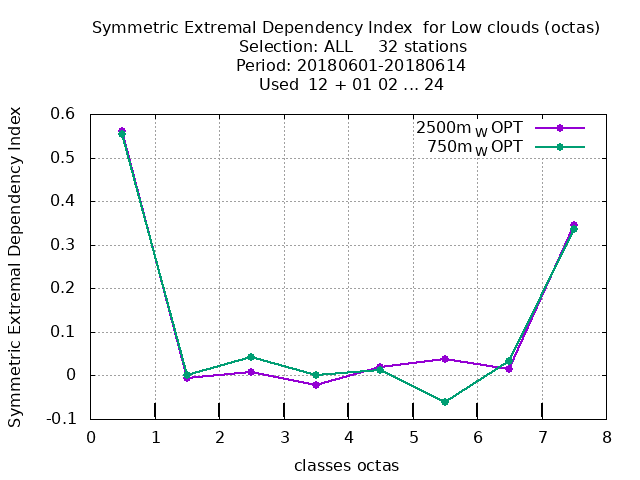 Symmetric Extremal Dependency Index  for Low clouds (octas)
Selection: ALL     32 stations
Period: 20180601-20180614
Used  12 + 01 02 ... 24
Symmetric Extremal Dependency Index
0.6
0.5
0.4
0.3
0.2
0.1
0
-0.1
2500m W OPT
750m W OPT
0 1 2 3 4 5 6 7 8
classes octas